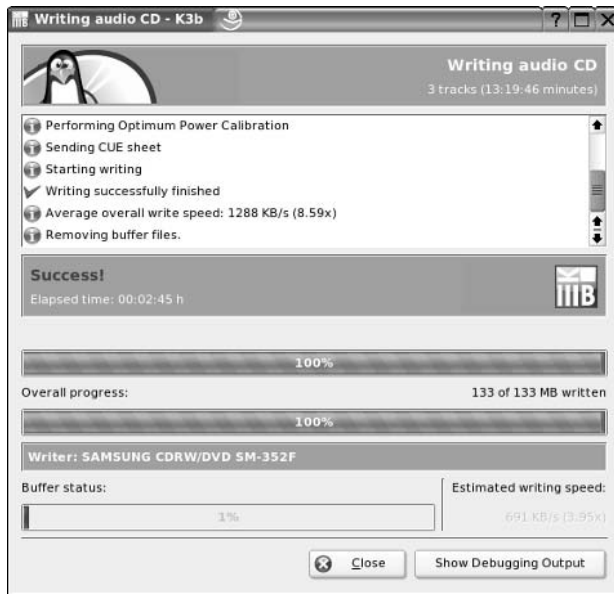 Writing audio CD - K3b
Writing audio CD
3 tracks (13:19:46 minutes)
Performing Optimum Power Calibration
Sending CUE sheet
Starting writing
Writing successfully finished
Average overall write speed: 1288 KB/s (8.59x)
Removing buffer files.
Success!
Elapsed time: 00:02:45 h
K
B
100%
Overall progress: 133 of 133 MB written
100%
Writer: SAMSUNG CDRW/DVD SM-352F
Buffer status: Estimated writing speed:
1% 691 KB/s (3.95x)
Close Show Debugging Output